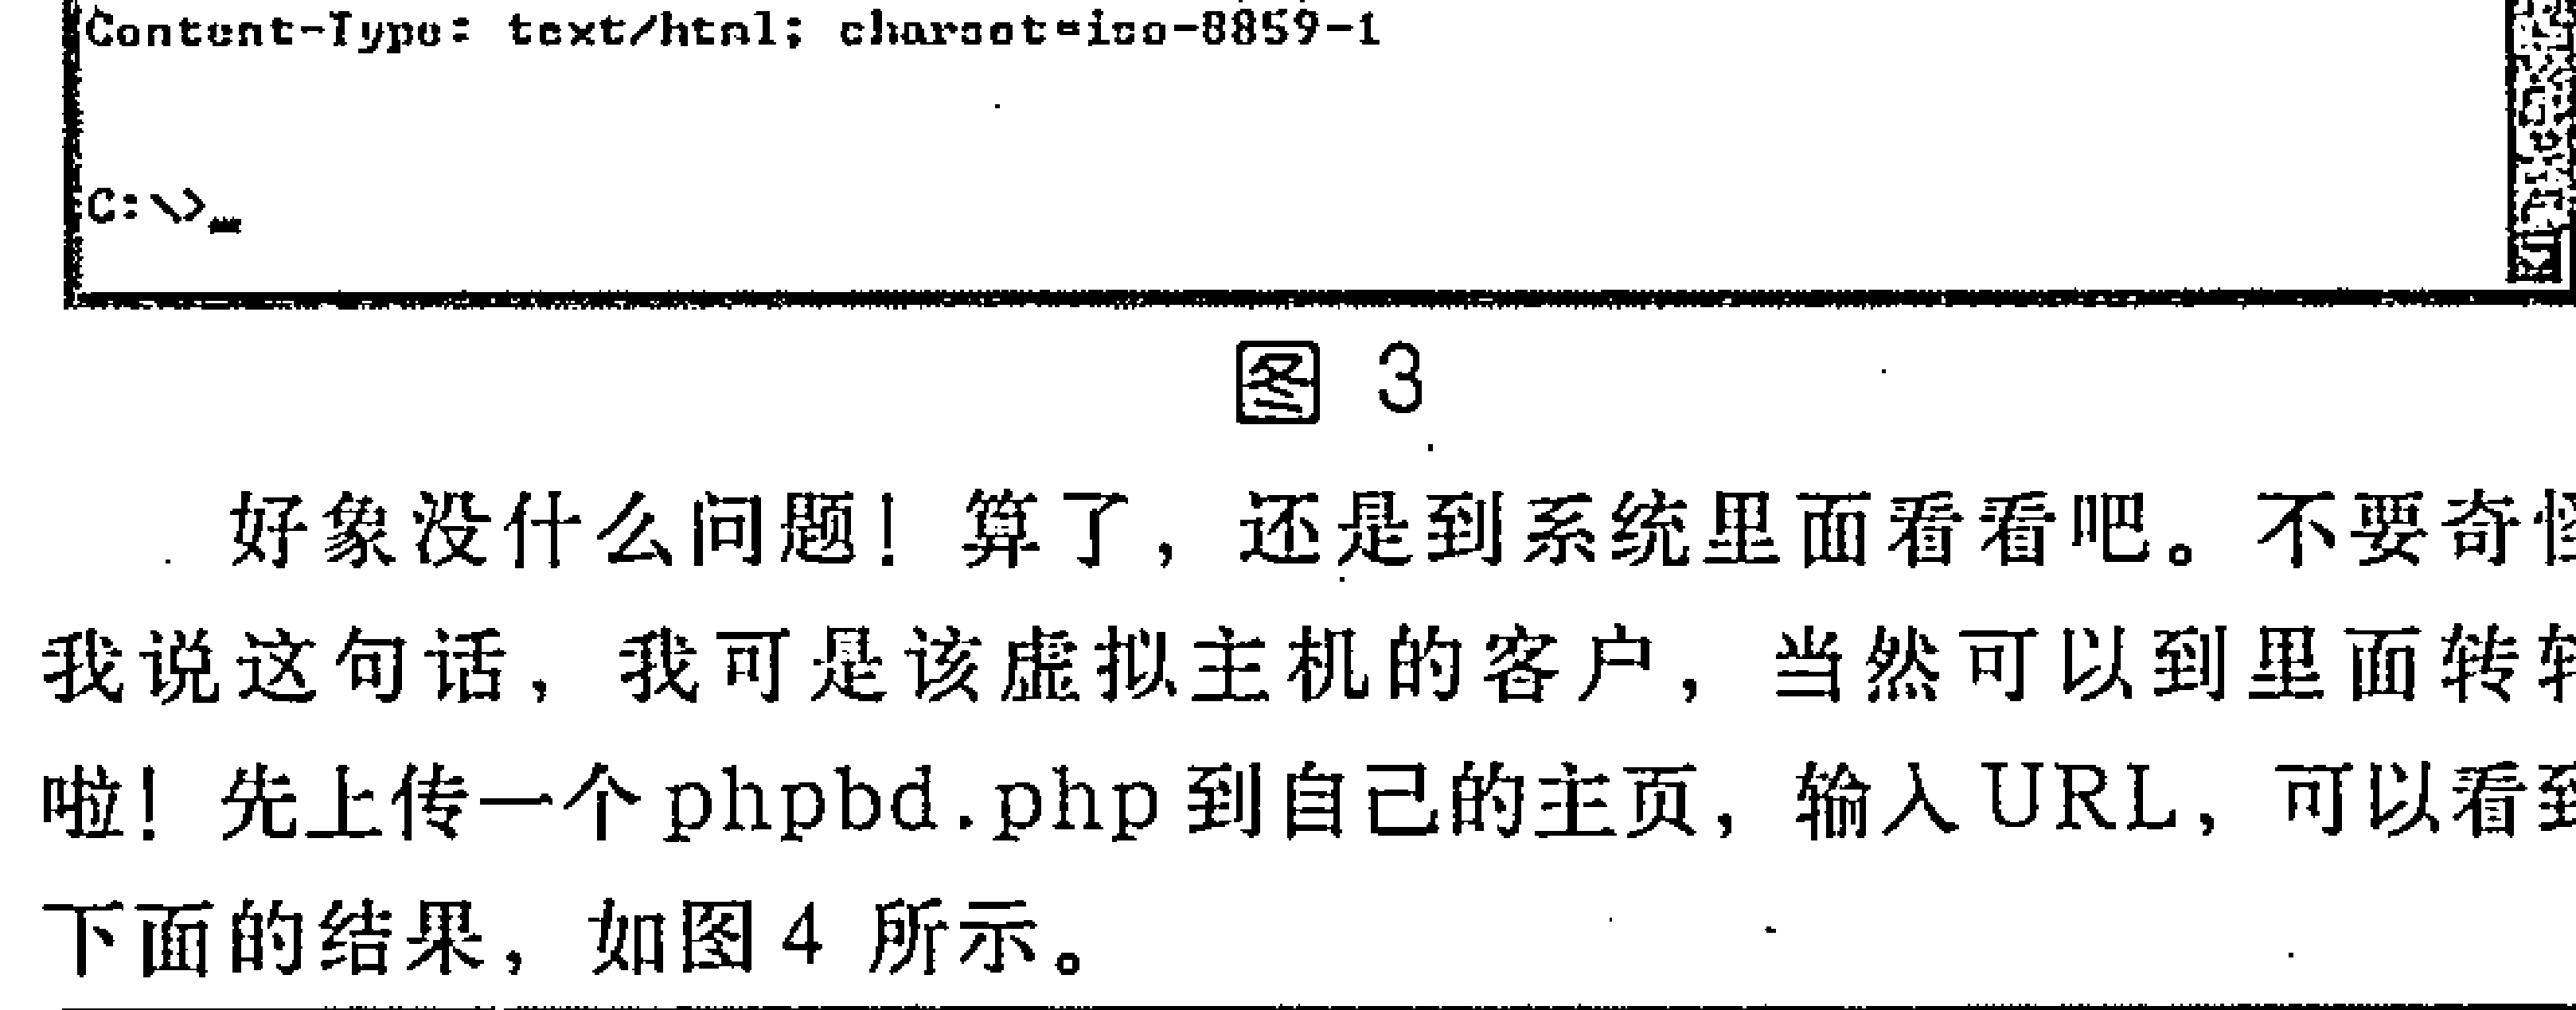 Content-Type: text/html; charset=iso-8859-1
C:\>_
图 3
好象没什么问题！算了，还是到系统里面看看吧。不要奇怪
我说这句话，我可是该虚拟主机的客户，当然可以到里面转转
啦！先上传一个phpbd.php到自己的主页，输入URL，可以看到
下面的结果，如图4 所示。